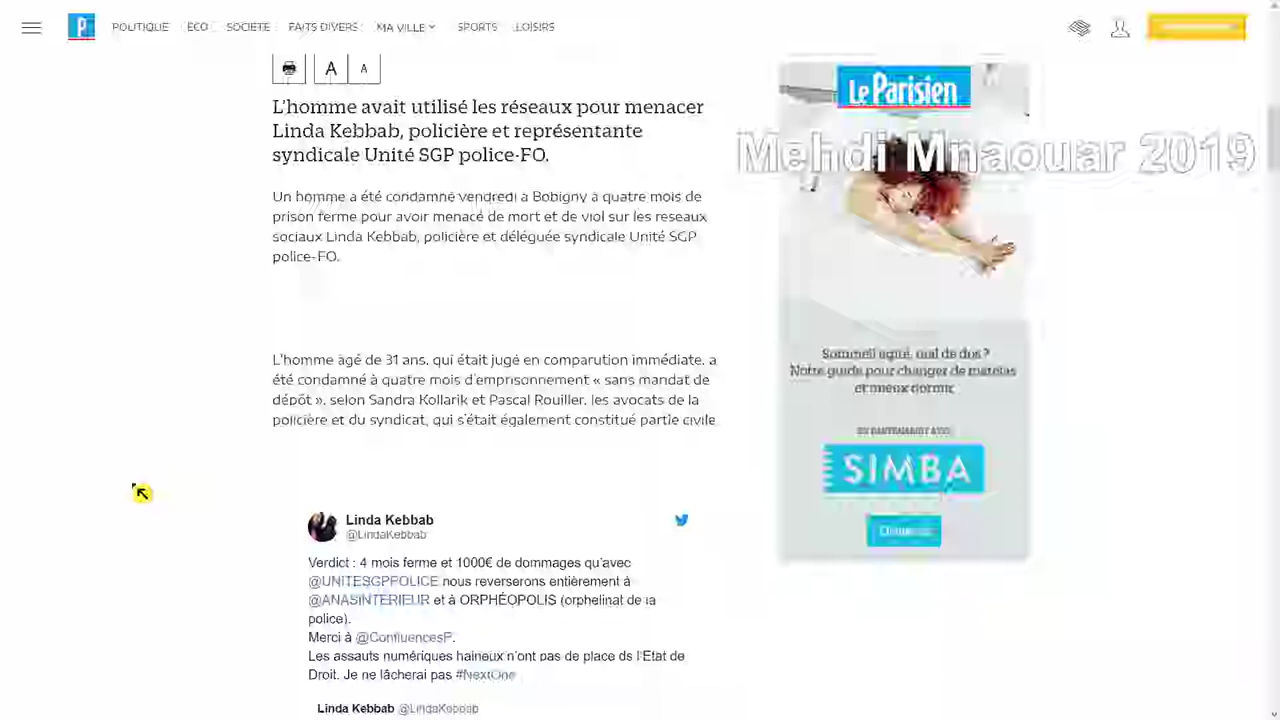 POLITIQUE ECO SOCIÉTÉ FAITS DIVERS MA VILLE SPORTS LOISIRS
A A
L'homme avait utilisé les réseaux pour menacer
Linda Kebbab, policière et représentante
syndicale Unité SGP police-FO.
Un homme a été condamné vendredi à Bobigny à quatre mois de
prison ferme pour avoir menacé de mort et de viol sur les réseaux
sociaux Linda Kebbab, policière et déléguée syndicale Unité SGP
police-FO.
L'homme âgé de 31 ans, qui était jugé en comparution immédiate, a
été condamné à quatre mois d'emprisonnement « sans mandat de
dépôt », selon Sandra Kollarik et Pascal Rouiller, les avocats de la
policière et du syndicat, qui s'était également constitué partie civile
Linda Kebbab
@LindaKebbab
Verdict : 4 mois ferme et 1000€ de dommages qu'avec
@UNITESGPPOLICE nous reverserons entièrement à
@ANASINTERIEUR et à ORPHÉOPOLIS (orphelinat de la
police).
Merci à @ConfluencesP.
Les assauts numériques haineux n'ont pas de place ds l'Etat de
Droit. Je ne lâcherai pas #NextOne
Linda Kebbab @LindaKebbab
Le Parisien
Mehdi Mnaouar 2019
Sommeil agité, mal de dos ?
Notre guide pour changer de matelas
et mieux dormir
EN PARTENARIAT AVEC
SIMBA